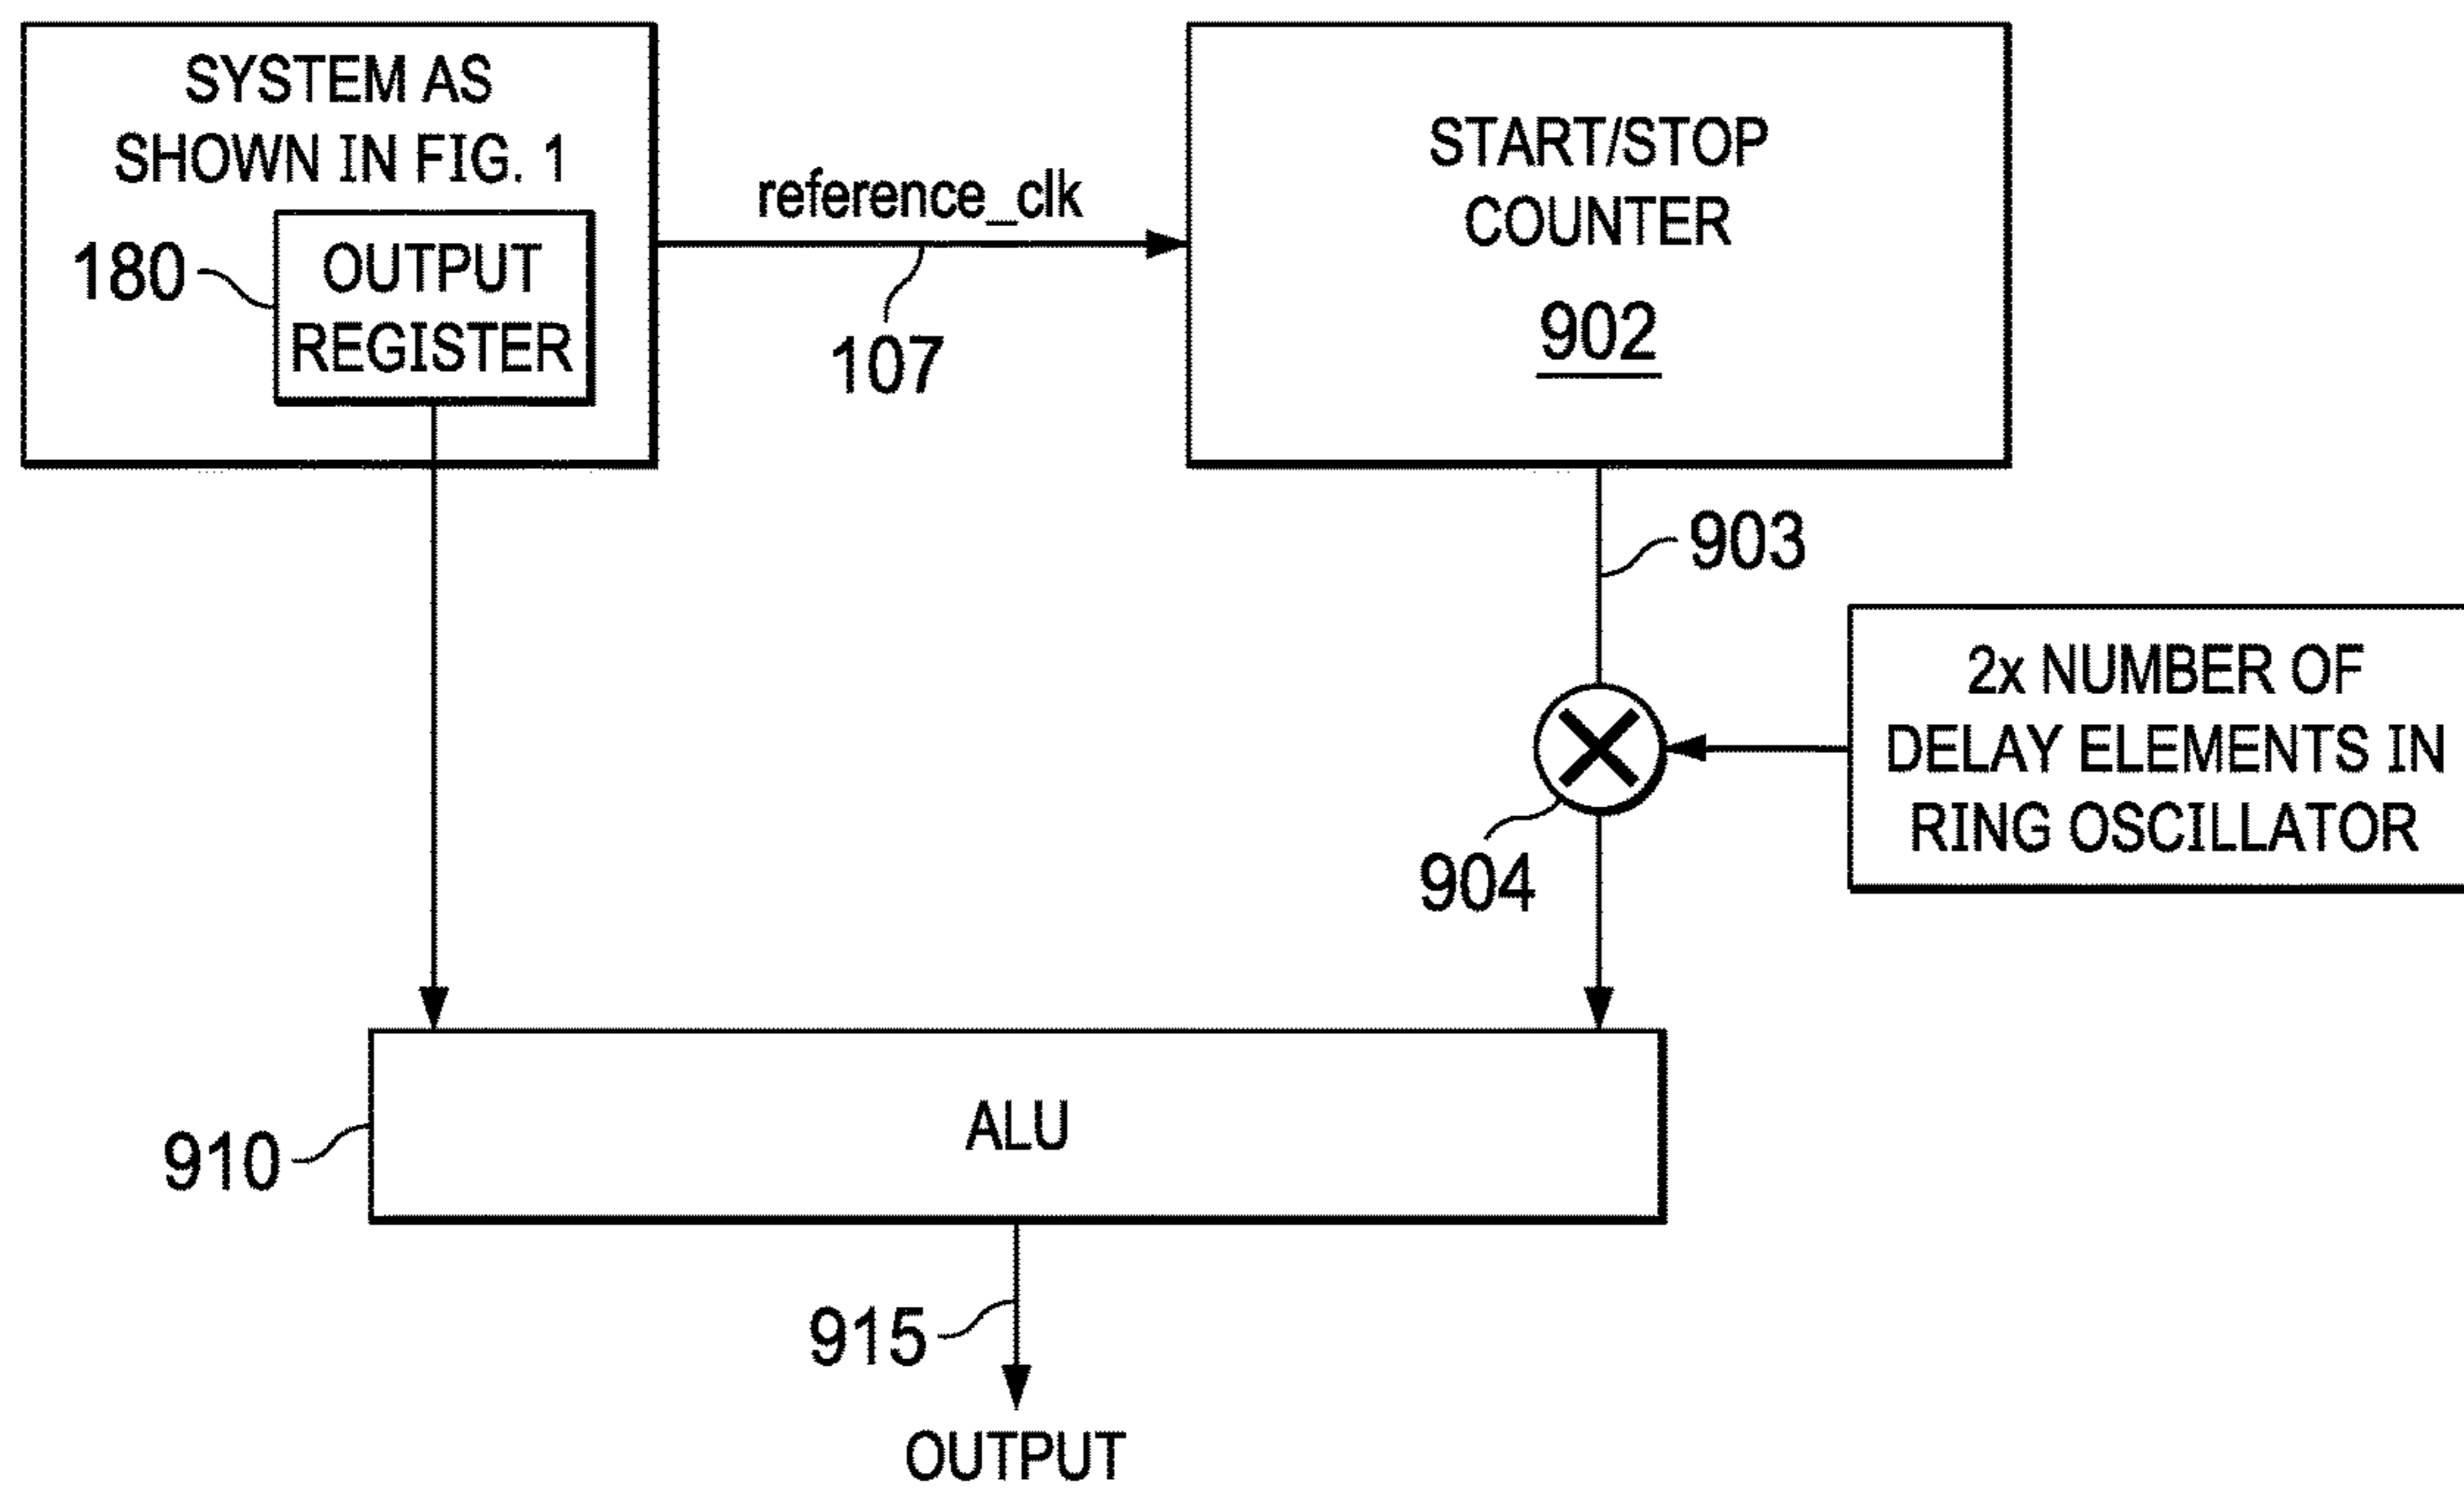 SYSTEM AS
SHOWN IN FIG. 1
180
OUTPUT
REGISTER
reference_clk
107
START/STOP
COUNTER
902
903
2x NUMBER OF
DELAY ELEMENTS IN
RING OSCILLATOR
904
910
ALU
915
OUTPUT